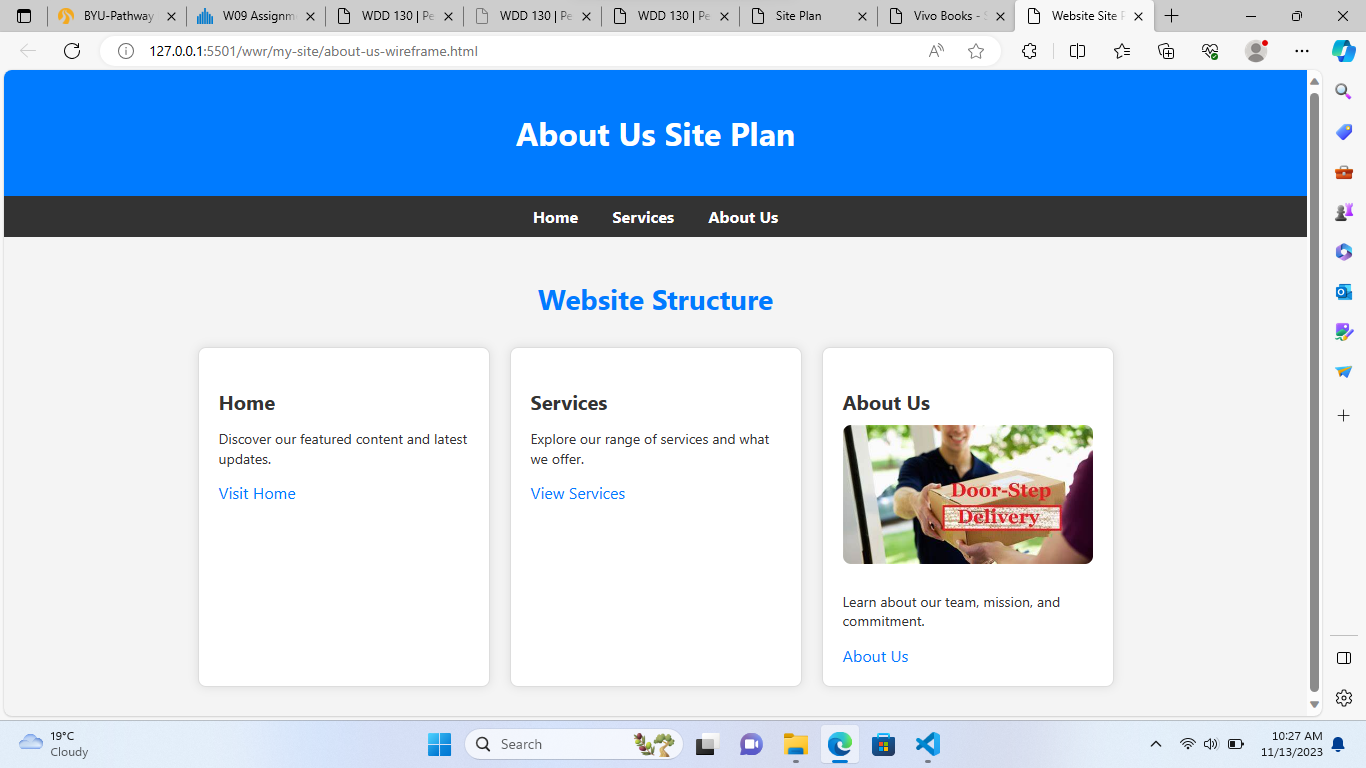 BYU-Pathway
W09 Assignm
WDD 130 | Pe
WDD 130 | Pe
WDD 130 | Pe
Site Plan
Vivo Books - S
Website Site P
127.0.0.1:5501/wwr/my-site/about-us-wireframe.html
About Us Site Plan
Home Services About Us
Website Structure
Home
Discover our featured content and latest
updates.
Visit Home
Services
Explore our range of services and what
we offer.
View Services
About Us
Door-Step
Delivery
Learn about our team, mission, and
commitment.
About Us
19°C
Cloudy
Search
10:27 AM
11/13/2023